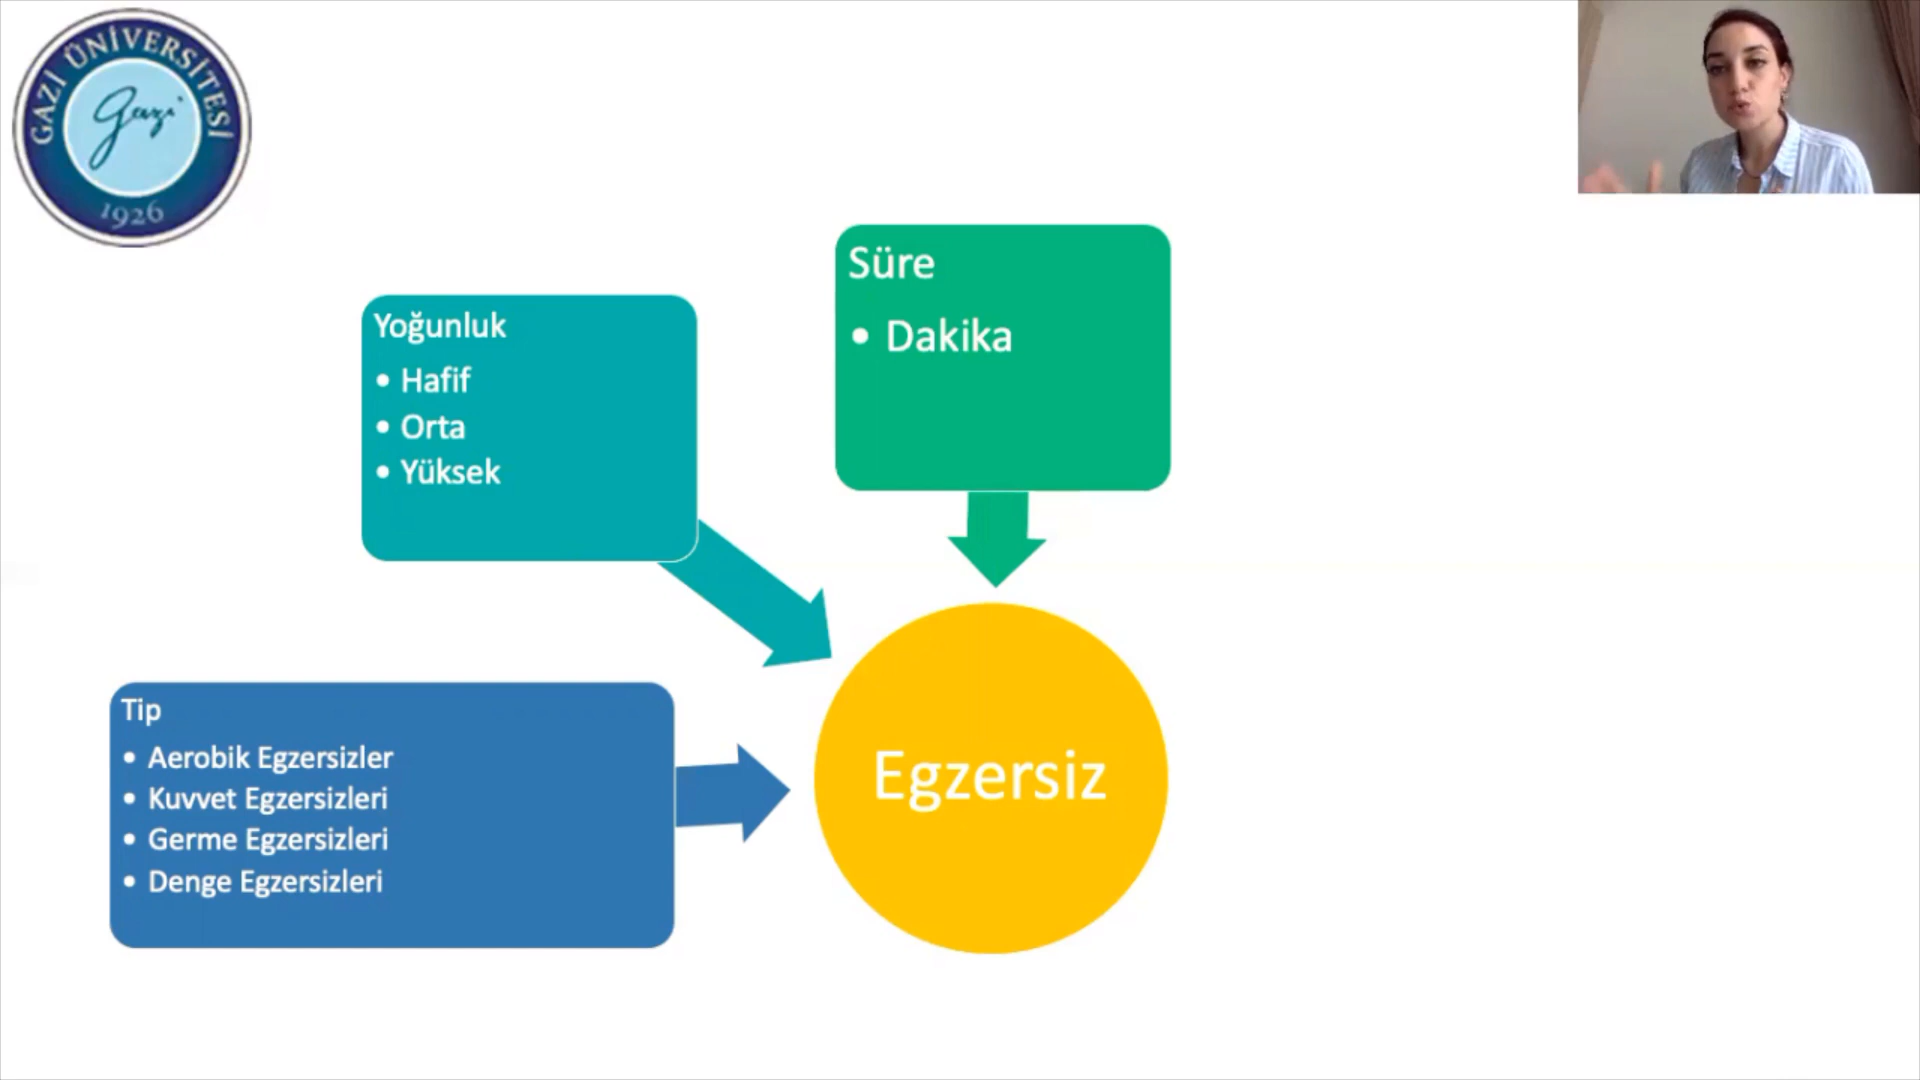 GAZİ ÜNİVERSİTESİ
gazi
1926
Süre
• Dakika
Yoğunluk
• Hafif
• Orta
• Yüksek
Tip
• Aerobik Egzersizler
• Kuvvet Egzersizleri
• Germe Egzersizleri
• Denge Egzersizleri
Egzersiz